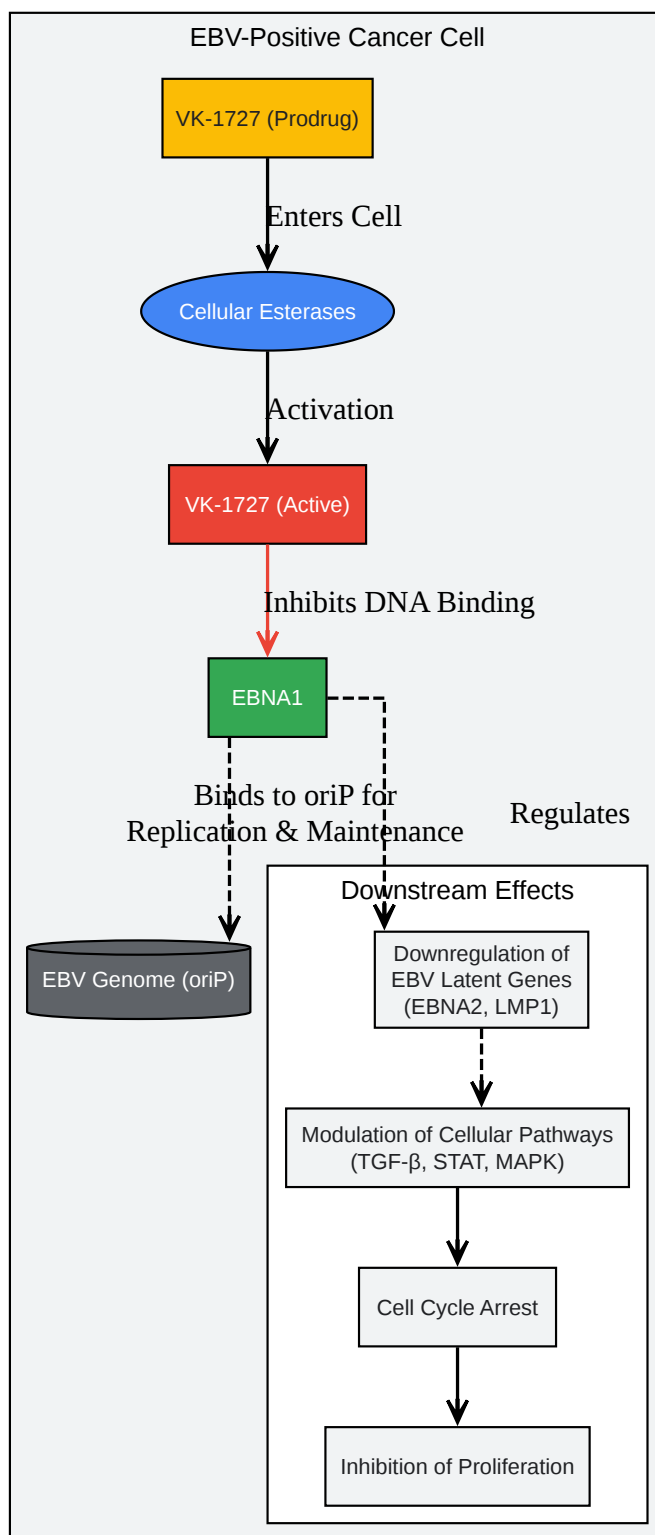 EBV-Positive Cancer Cell
VK-1727 (Prodrug)
Enters Cell
Cellular Esterases
Activation
VK-1727 (Active)
Inhibits DNA Binding
EBNA1
Binds to oriP for
Replication & Maintenance
Regulates
Downstream Effects
EBV Genome (oriP)
Downregulation of
EBV Latent Genes
(EBNA2, LMP1)
Modulation of Cellular Pathways
(TGF-β, STAT, MAPK)
Cell Cycle Arrest
Inhibition of Proliferation